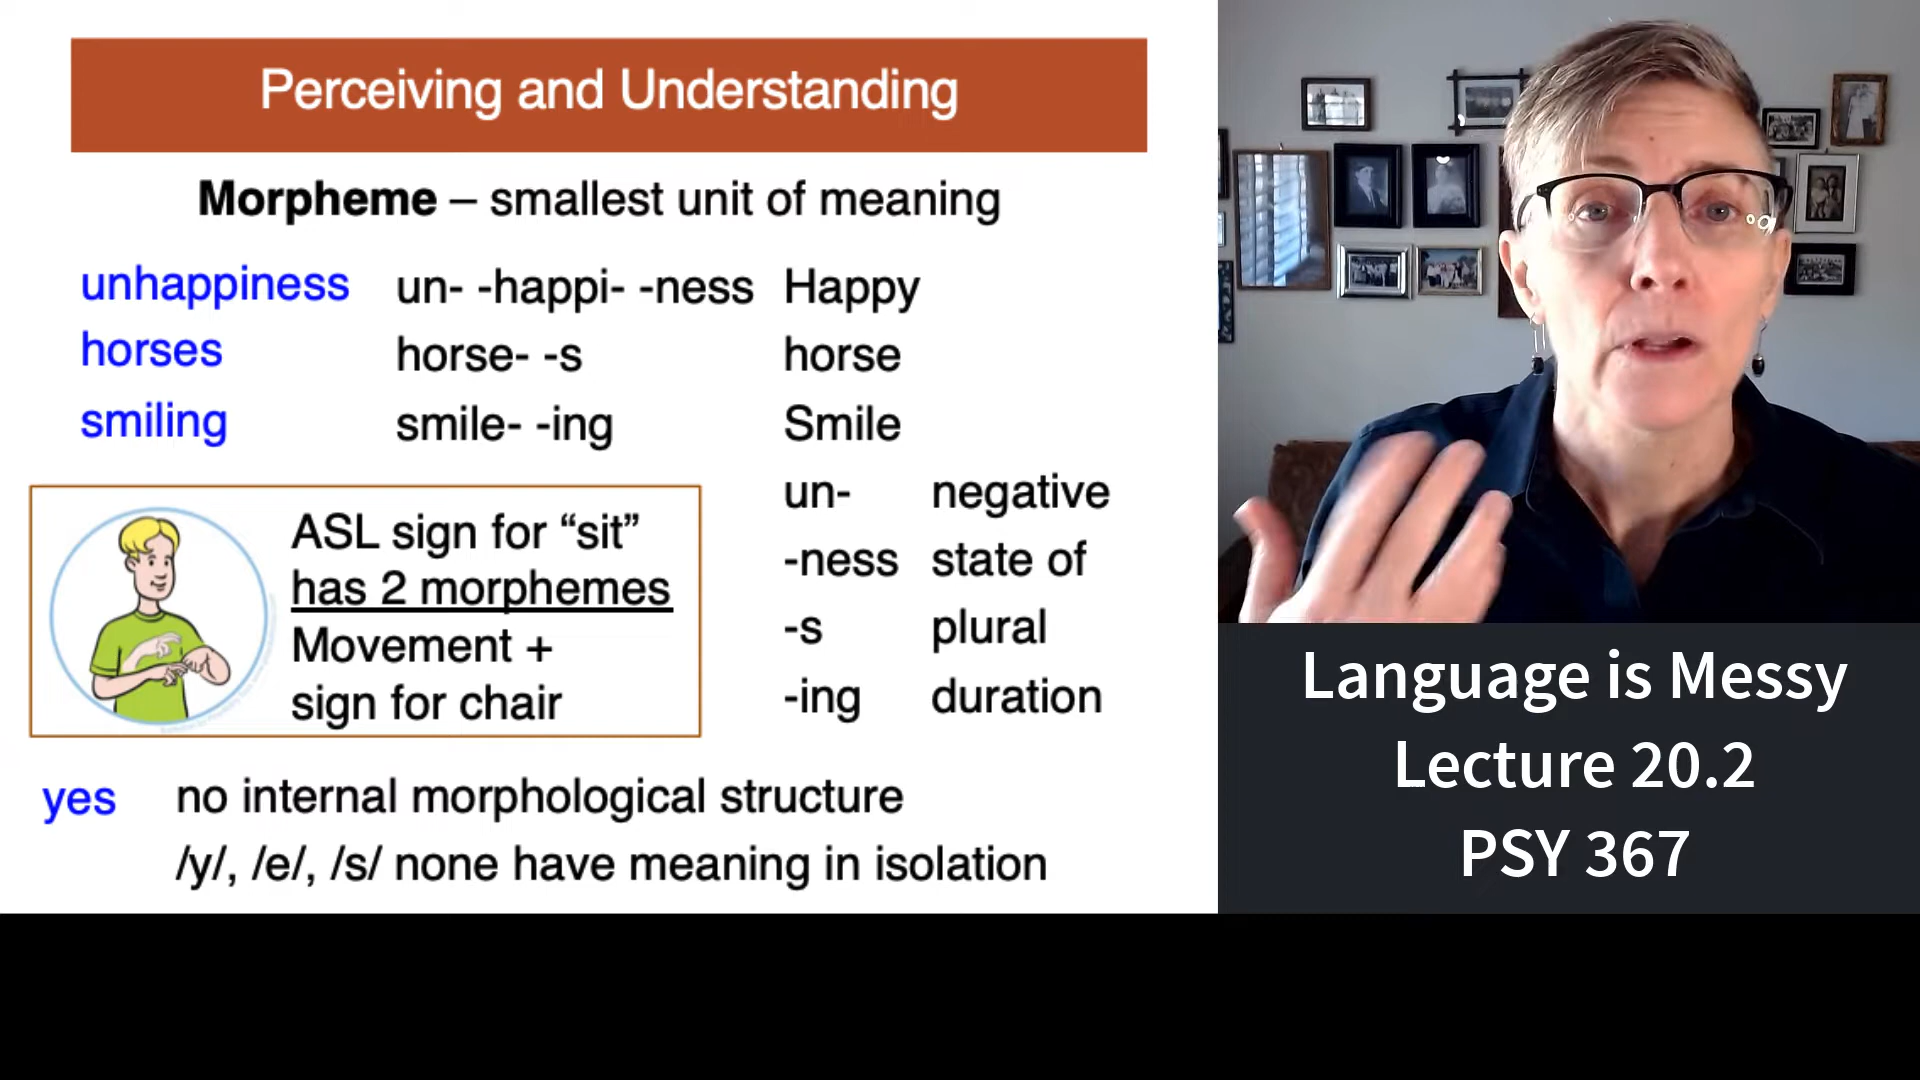 Perceiving and Understanding
Morpheme – smallest unit of meaning
unhappiness un- -happi- -ness Happy
horses horse- -s horse
smiling smile- -ing Smile
un- negative
-ness state of
-s plural
-ing duration
ASL sign for “sit”
has 2 morphemes
Movement +
sign for chair
yes no internal morphological structure
/y/, /e/, /s/ none have meaning in isolation
Language is Messy
Lecture 20.2
PSY 367